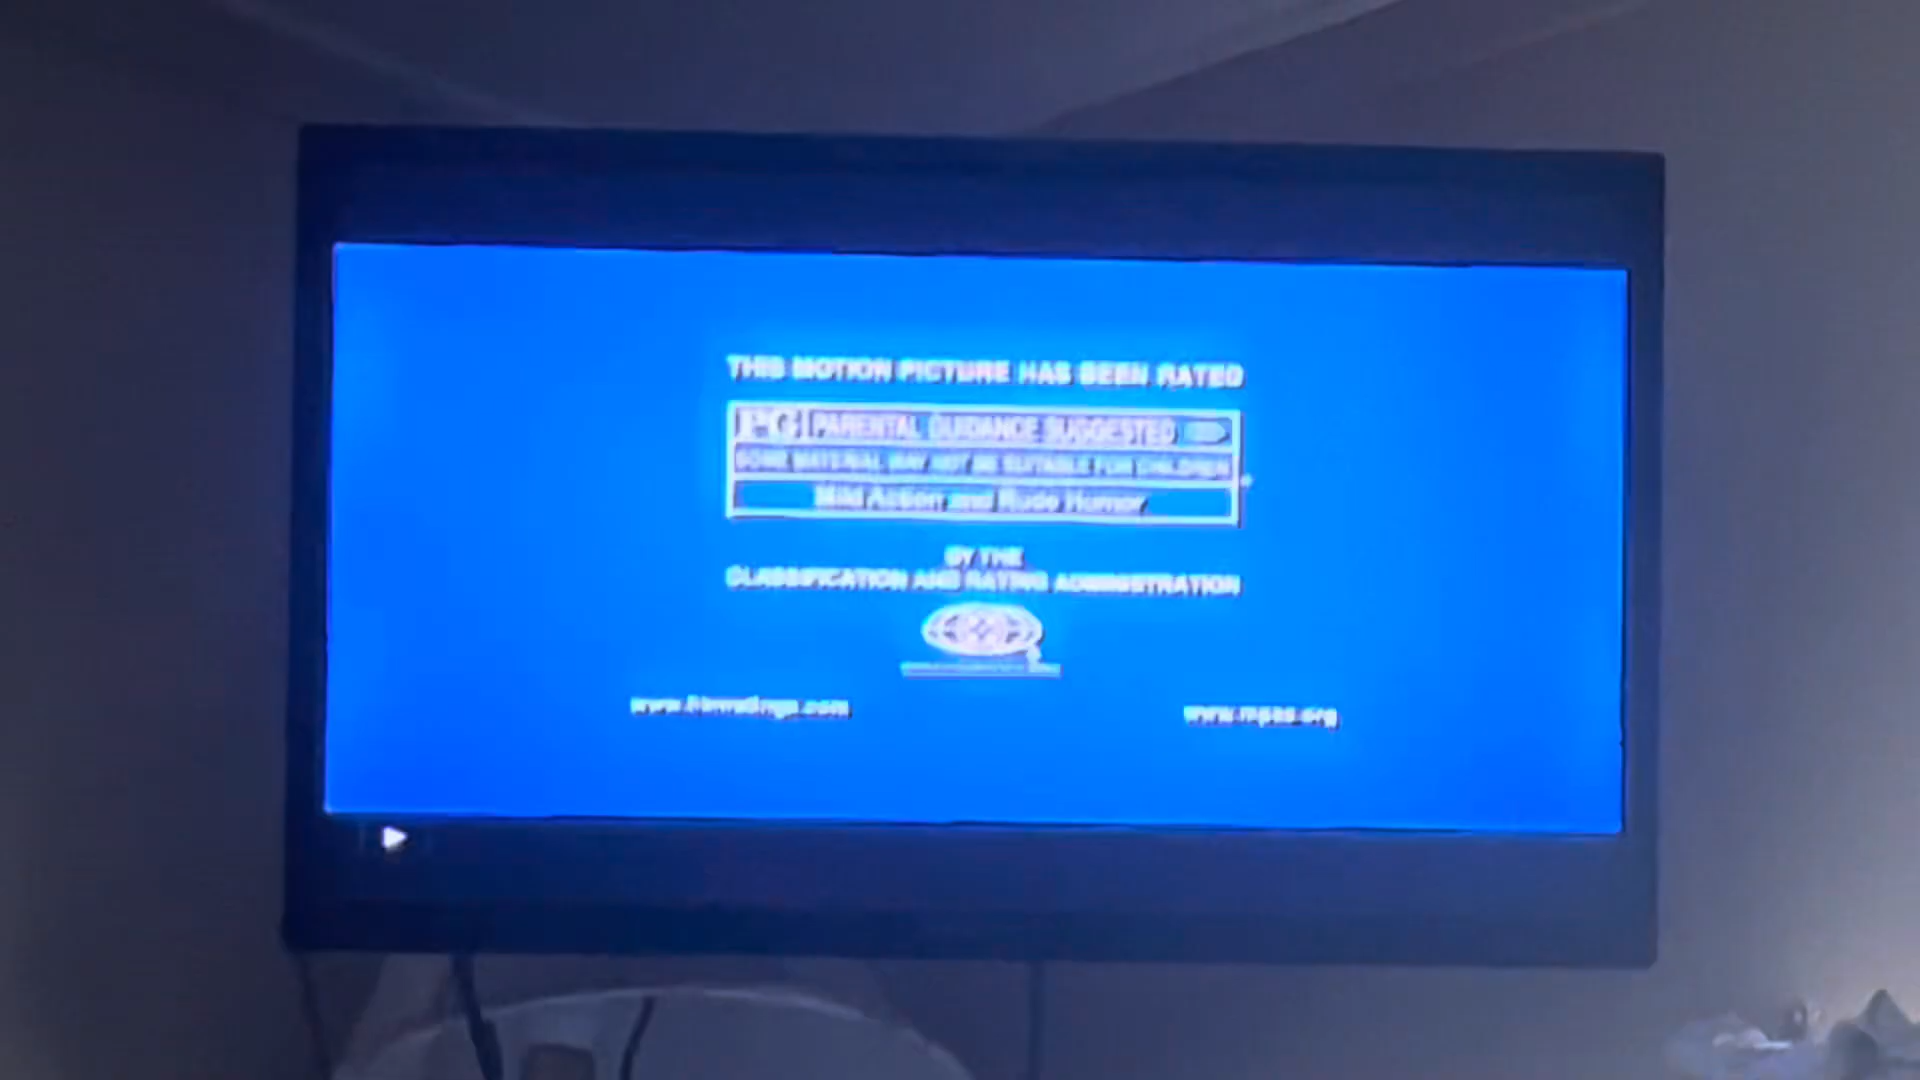 THIS MOTION PICTURE HAS BEEN RATED
PG PARENTAL GUIDANCE SUGGESTED
SOME MATERIAL MAY NOT BE SUITABLE FOR CHILDREN
Mild Action and Rude Humor
BY THE
CLASSIFICATION AND RATING ADMINISTRATION
www.filmratings.com
www.mpaa.org